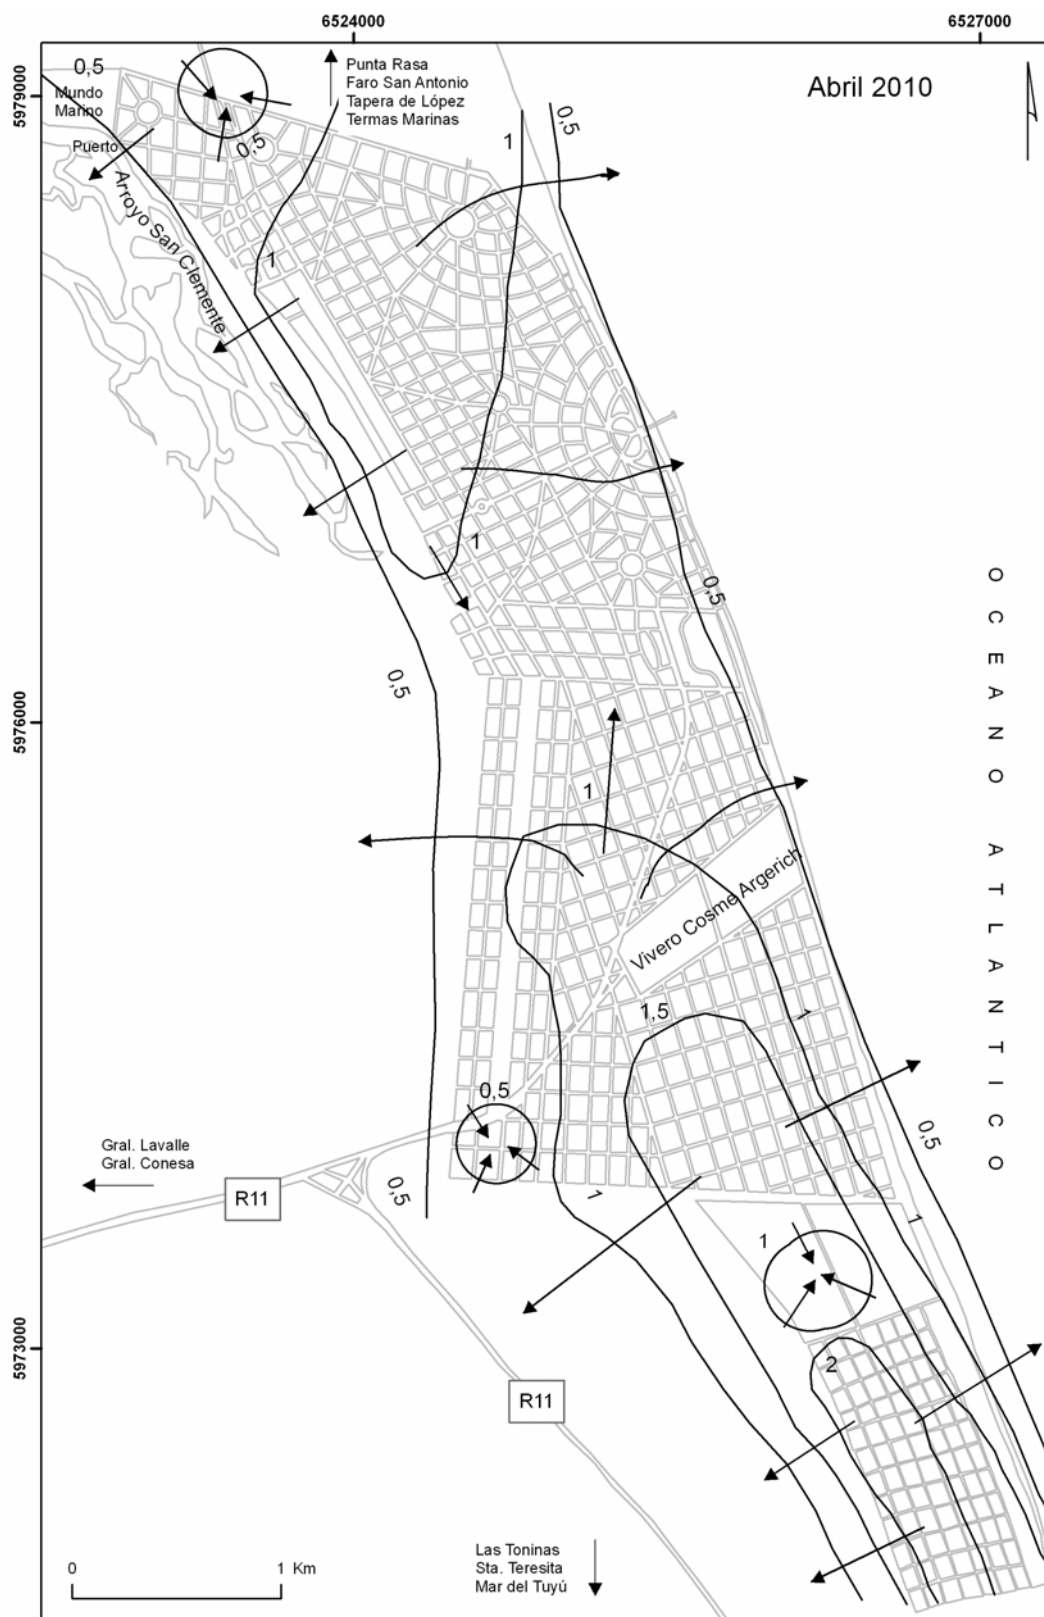 6524000
6527000
5979000
5976000
5973000
Abril 2010
0,5
Mundo
Marino
Puerto
Punta Rasa
Faro San Antonio
Tapera de López
Termas Marinas
0,5
1
0,5
1
Arroyo San Clemente
1
0,5
0,5
1
Vivero Cosme Argerich
1,5
1
0,5
0,5
0,5
1
1
1
2
OCEANO ATLANTICO
Gral. Lavalle
Gral. Conesa
R11
R11
0
1 Km
Las Toninas
Sta. Teresita
Mar del Tuyú